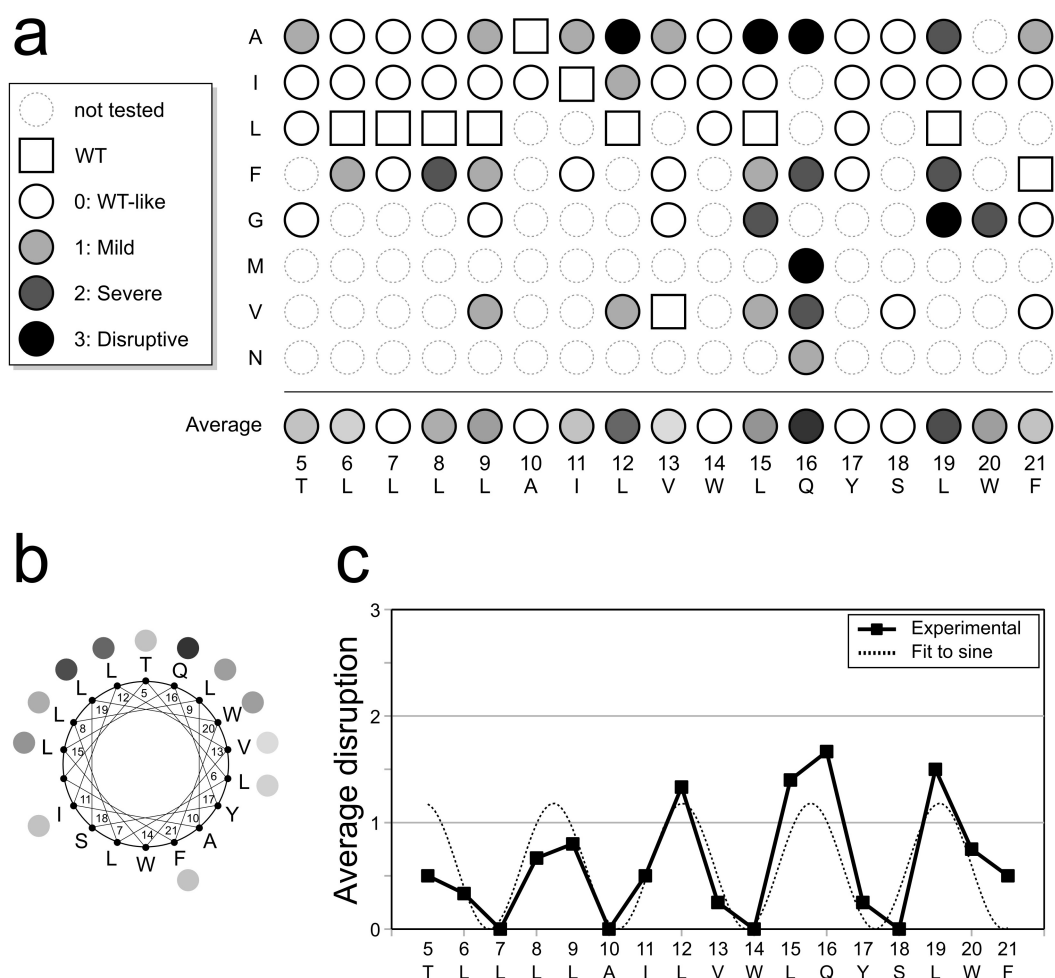 a
A
I
L
F
G
M
V
N
not tested
WT
0: WT-like
1: Mild
2: Severe
3: Disruptive
Average
5 6 7 8 9 10 11 12 13 14 15 16 17 18 19 20 21
T L L L L A I L V W L Q Y S L W F
b
T Q L W V L Y A F W L S I L L L L
5 16 9 20 13 6 17 10 21 14 7 18 11 15 8 19 12
c
Average disruption
3
2
1
0
Experimental
Fit to sine
5 6 7 8 9 10 11 12 13 14 15 16 17 18 19 20 21
T L L L L A I L V W L Q Y S L W F